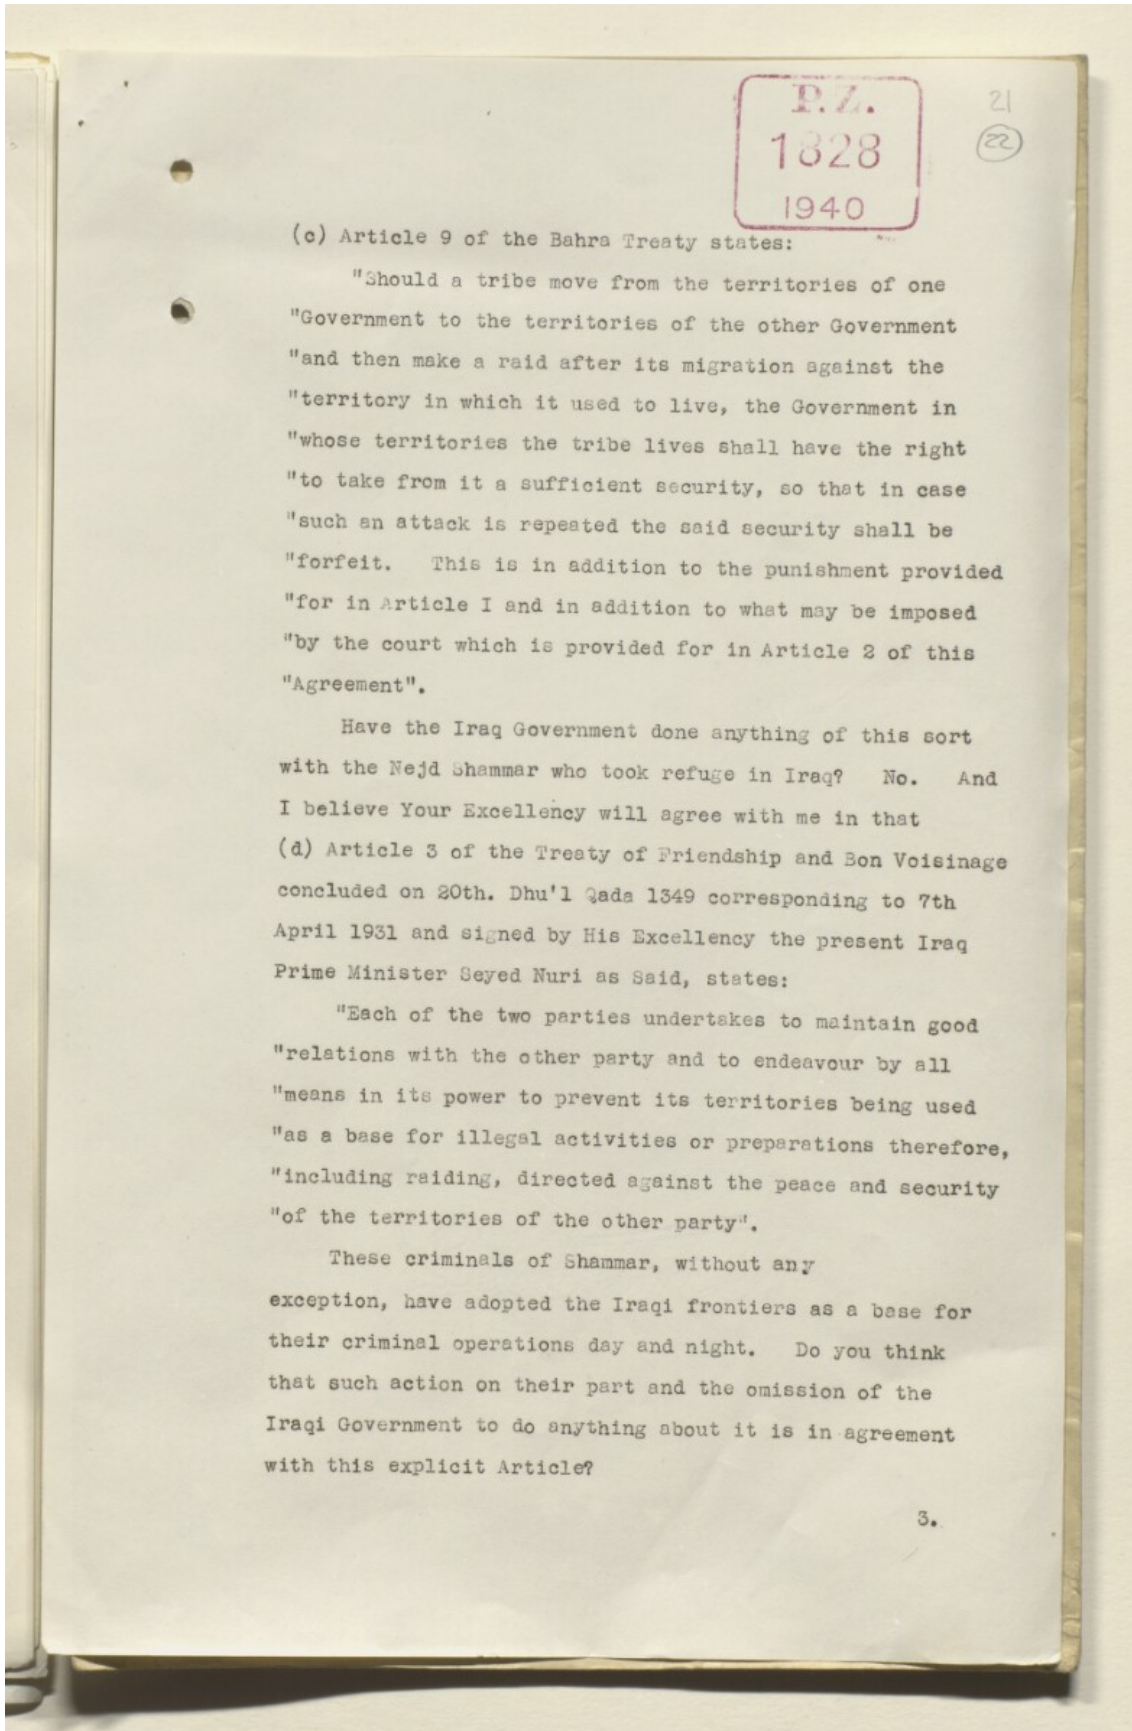 P.Z.
1828
1940
21
22
(c) Article 9 of the Bahra Treaty states:
"Should a tribe move from the territories of one
"Government to the territories of the other Government
"and then make a raid after its migration against the
"territory in which it used to live, the Government in
"whose territories the tribe lives shall have the right
"to take from it a sufficient security, so that in case
"such an attack is repeated the said security shall be
"forfeit. This is in addition to the punishment provided
"for in Article I and in addition to what may be imposed
"by the court which is provided for in Article 2 of this
"Agreement".
Have the Iraq Government done anything of this sort
with the Nejd Shammar who took refuge in Iraq? No. And
I believe Your Excellency will agree with me in that
(d) Article 3 of the Treaty of Friendship and Bon Voisinage
concluded on 20th. Dhu'l Qada 1349 corresponding to 7th
April 1931 and signed by His Excellency the present Iraq
Prime Minister Seyed Nuri as Said, states:
"Each of the two parties undertakes to maintain good
"relations with the other party and to endeavour by all
"means in its power to prevent its territories being used
"as a base for illegal activities or preparations therefore,
"including raiding, directed against the peace and security
"of the territories of the other party".
These criminals of Shammar, without any
exception, have adopted the Iraqi frontiers as a base for
their criminal operations day and night. Do you think
that such action on their part and the omission of the
Iraqi Government to do anything about it is in agreement
with this explicit Article?
3.